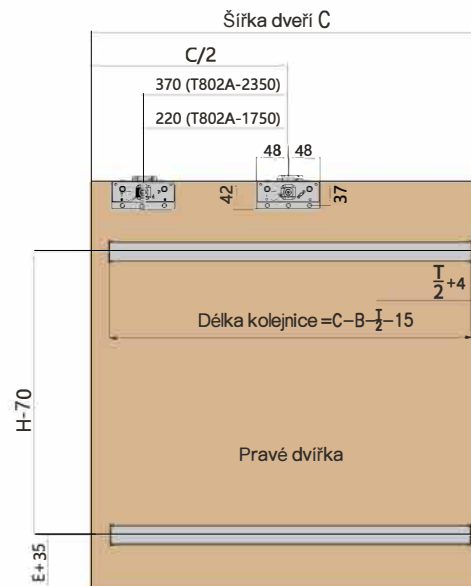 Šířka dveří C
C/2
370 (T802A-2350)
220 (T802A-1750)
48 48
42
37
T/2+4
Délka kolejnice =C-B-T/2-15
H-70
Pravé dvířka
E+35